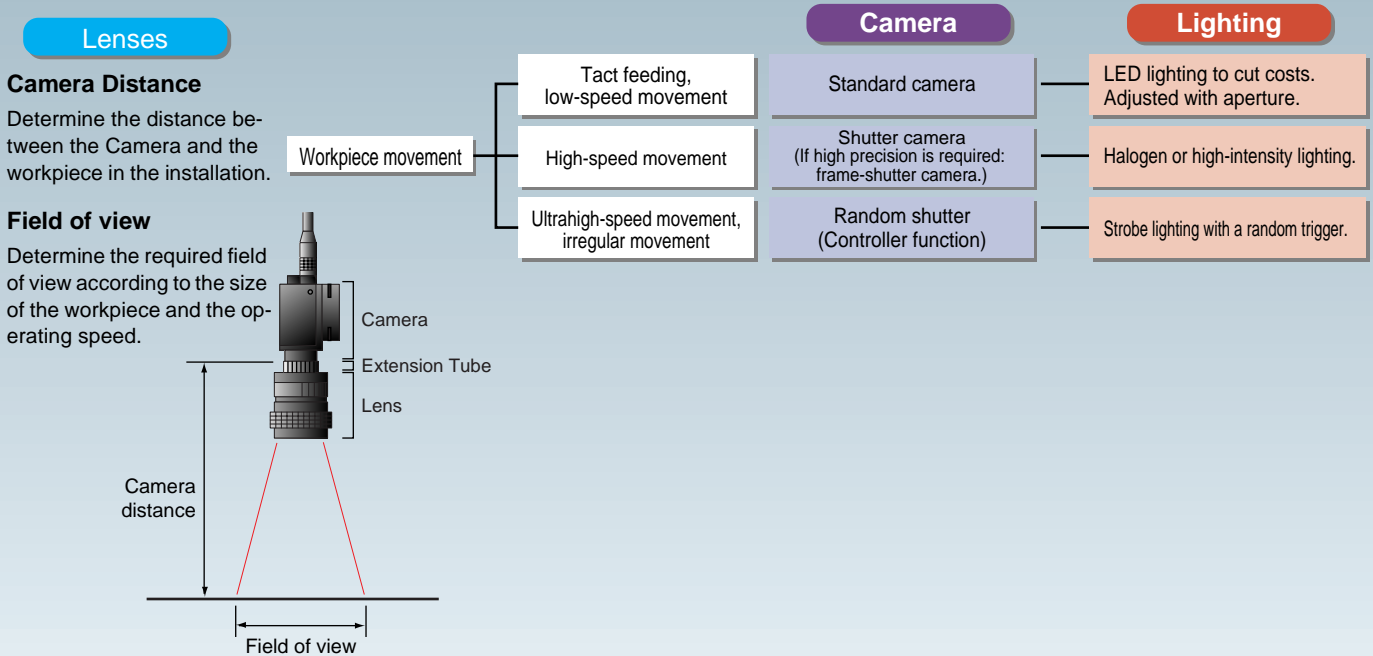 Lenses
Camera Distance
Determine the distance be-
tween the Camera and the
workpiece in the installation.
Field of view
Determine the required field
of view according to the size
of the workpiece and the op-
erating speed.
Camera
Extension Tube
Lens
Camera
distance
Field of view
Workpiece movement
Camera
Lighting
Tact feeding,
low-speed movement
Standard camera
LED lighting to cut costs.
Adjusted with aperture.
High-speed movement
Shutter camera
(If high precision is required:
frame-shutter camera.)
Halogen or high-intensity lighting.
Ultrahigh-speed movement,
irregular movement
Random shutter
(Controller function)
Strobe lighting with a random trigger.